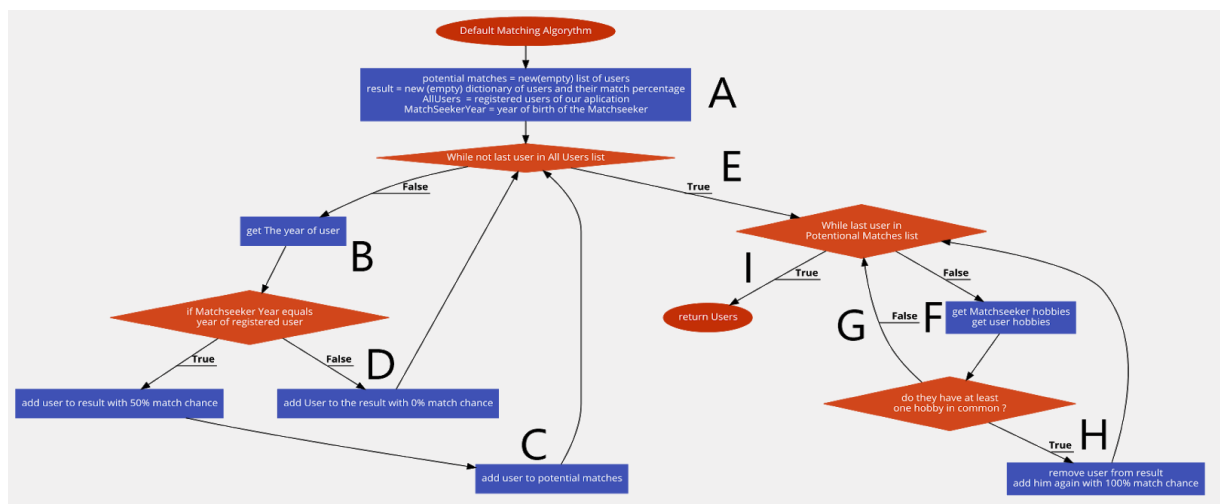 Default Matching Algorythm
potential matches = new(empty) list of users
result = new (empty) dictionary of users and their match percentage
AllUsers = registered users of our aplication
MatchSeekerYear = year of birth of the Matchseeker
A
While not last user in All Users list
E
False
True
get The year of user
B
While last user in
Potentional Matches list
I
True
False
return Users
G
False
F
get Matchseeker hobbies
get user hobbies
if Matchseeker Year equals
year of registered user
True
False
D
add user to result with 50% match chance
add User to the result with 0% match chance
do they have at least
one hobby in common ?
C
True
H
add user to potential matches
remove user from result
add him again with 100% match chance